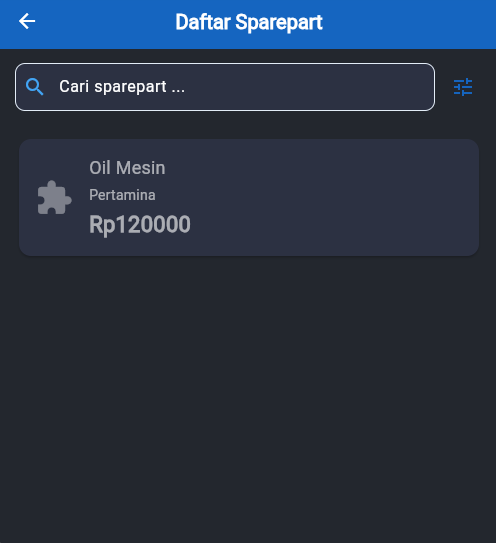 Daftar Sparepart
Cari sparepart ...
Oil Mesin
Pertamina
Rp120000